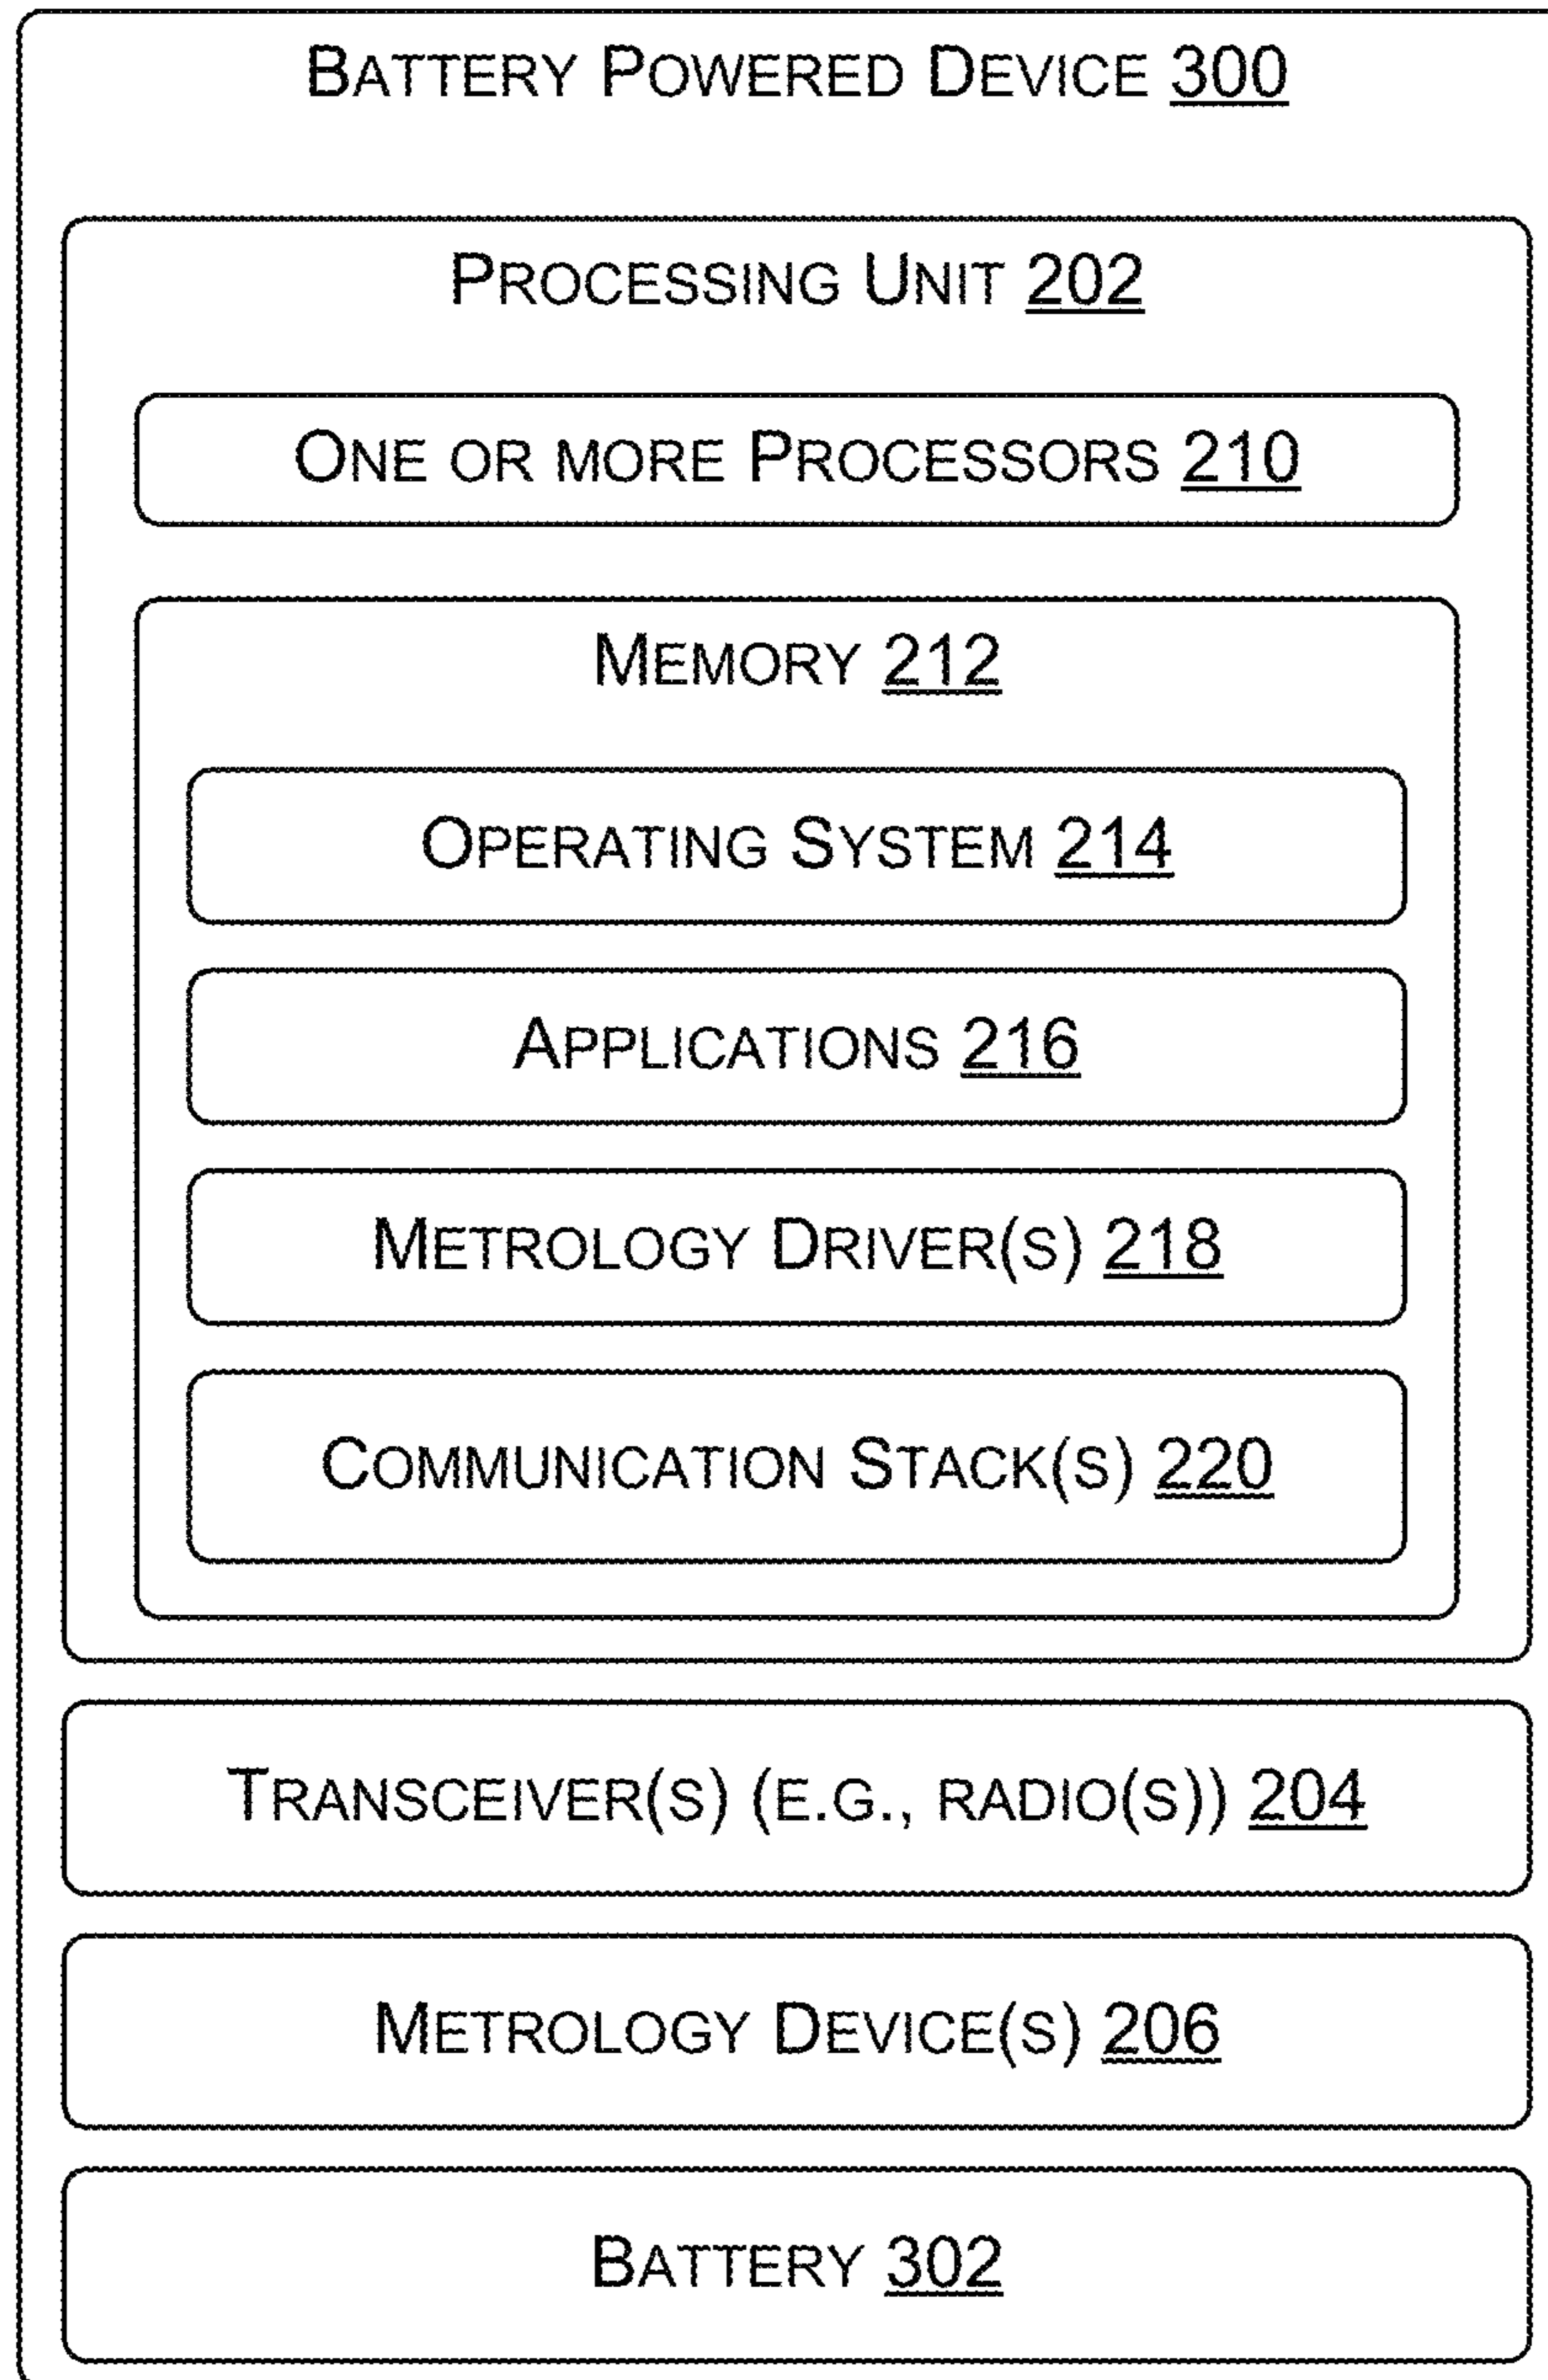 BATTERY POWERED DEVICE 300
PROCESSING UNIT 202
ONE OR MORE PROCESSORS 210
MEMORY 212
OPERATING SYSTEM 214
APPLICATIONS 216
METROLOGY DRIVER(S) 218
COMMUNICATION STACK(S) 220
TRANSCEIVER(S) (E.G., RADIO(S)) 204
METROLOGY DEVICE(S) 206
BATTERY 302